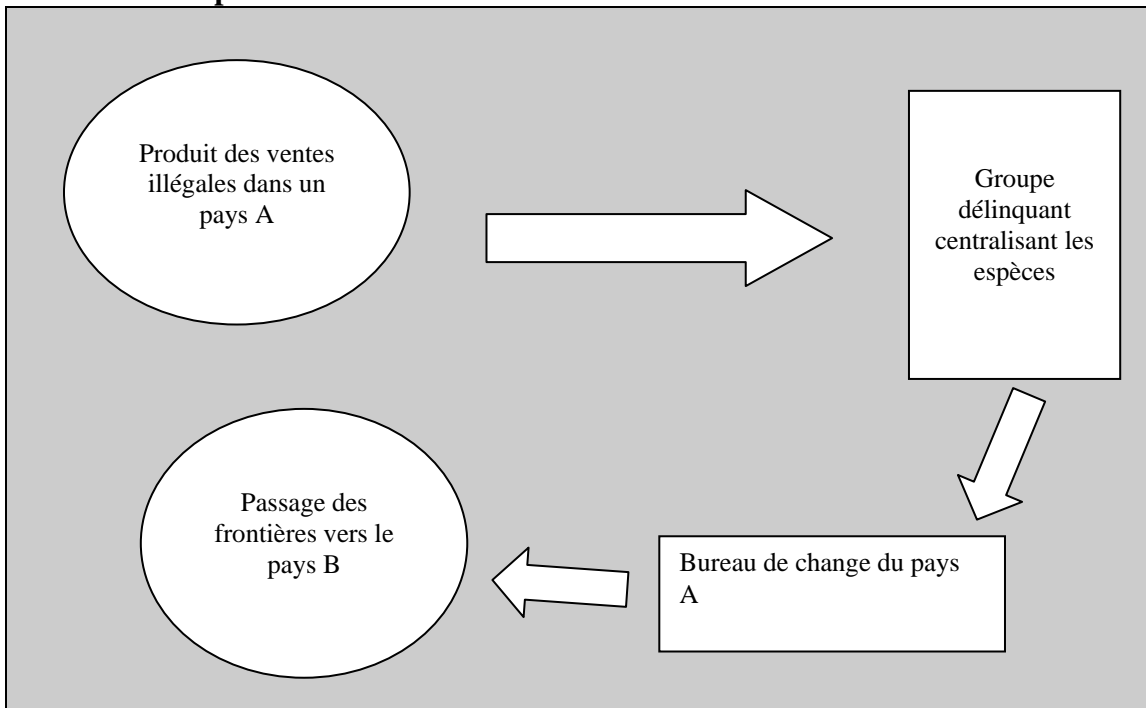 Produit des ventes
illégales dans un
pays A
Groupe
délinquant
centralisant les
espèces
Bureau de change du pays
A
Passage des
frontières vers le
pays B